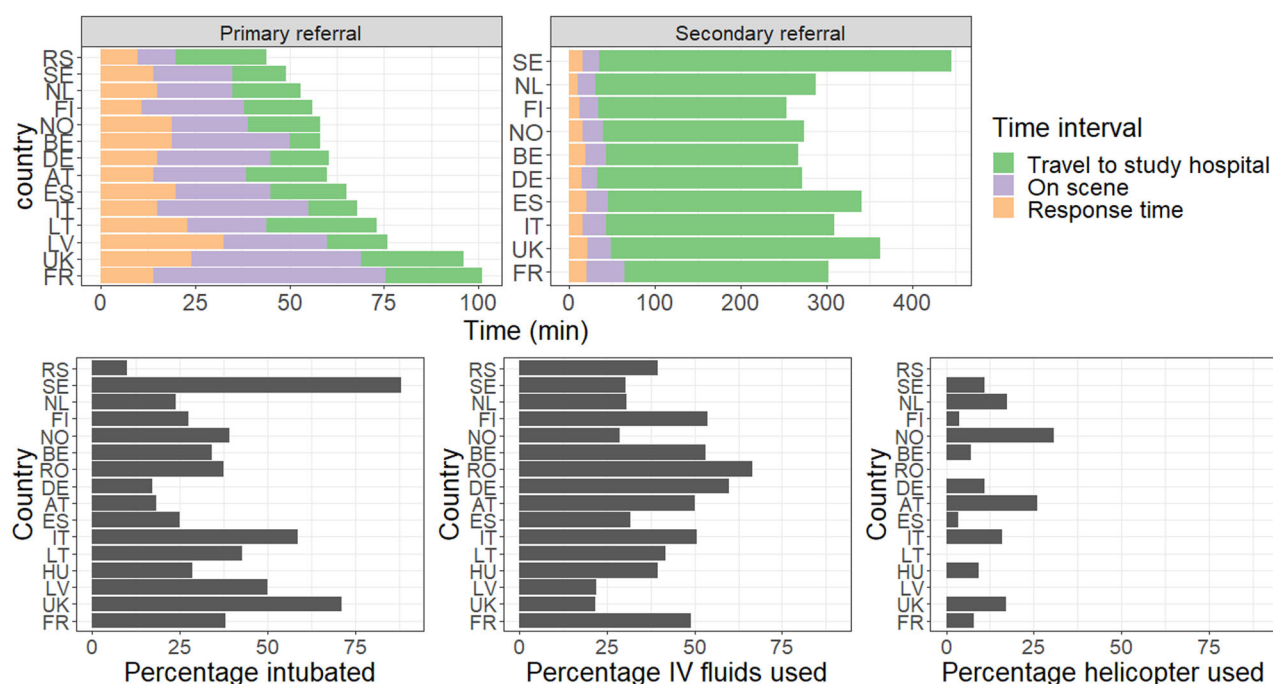 Primary referral
Secondary referral
country
RS
SE
NL
FI
NO
BE
DE
AT
ES
IT
LT
LV
UK
FR
0 25 50 75 100
SE
NL
FI
NO
BE
DE
ES
IT
UK
FR
0 100 200 300 400
Time (min)
Time interval
Travel to study hospital
On scene
Response time
Country
RS
SE
NL
FI
NO
BE
RO
DE
AT
ES
IT
LT
HU
LV
UK
FR
0 25 50 75
Percentage intubated
Country
RS
SE
NL
FI
NO
BE
RO
DE
AT
ES
IT
LT
HU
LV
UK
FR
0 25 50 75
Percentage IV fluids used
Country
RS
SE
NL
FI
NO
BE
RO
DE
AT
ES
IT
LT
HU
LV
UK
FR
0 25 50 75
Percentage helicopter used